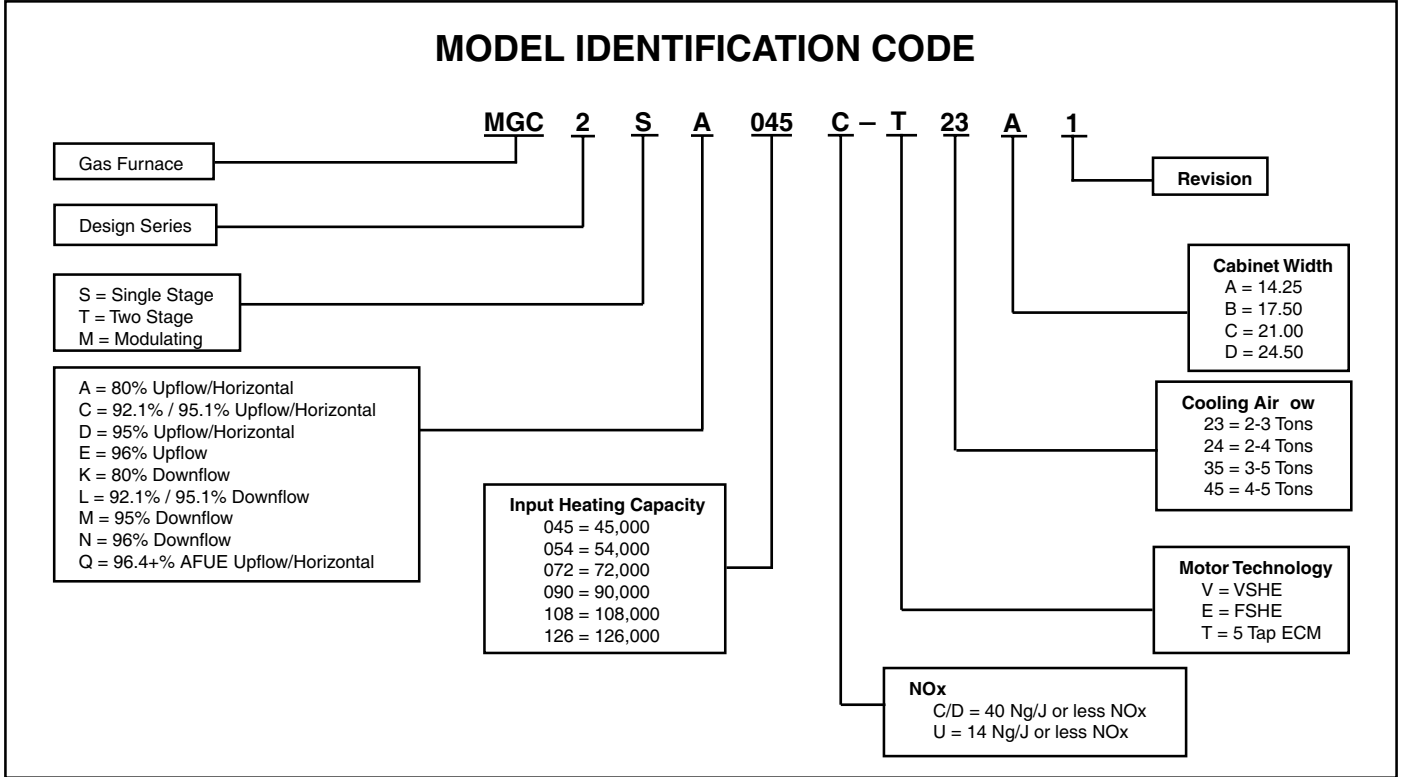 MODEL IDENTIFICATION CODE
MGC 2 S A 045 C – T 23 A 1
Gas Furnace
Design Series
S = Single Stage
T = Two Stage
M = Modulating
A = 80% Upflow/Horizontal
C = 92.1% / 95.1% Upflow/Horizontal
D = 95% Upflow/Horizontal
E = 96% Upflow
K = 80% Downflow
L = 92.1% / 95.1% Downflow
M = 95% Downflow
N = 96% Downflow
Q = 96.4+% AFUE Upflow/Horizontal
Input Heating Capacity
045 = 45,000
054 = 54,000
072 = 72,000
090 = 90,000
108 = 108,000
126 = 126,000
Revision
Cabinet Width
A = 14.25
B = 17.50
C = 21.00
D = 24.50
Cooling Air ow
23 = 2-3 Tons
24 = 2-4 Tons
35 = 3-5 Tons
45 = 4-5 Tons
Motor Technology
V = VSHE
E = FSHE
T = 5 Tap ECM
NOx
C/D = 40 Ng/J or less NOx
U = 14 Ng/J or less NOx